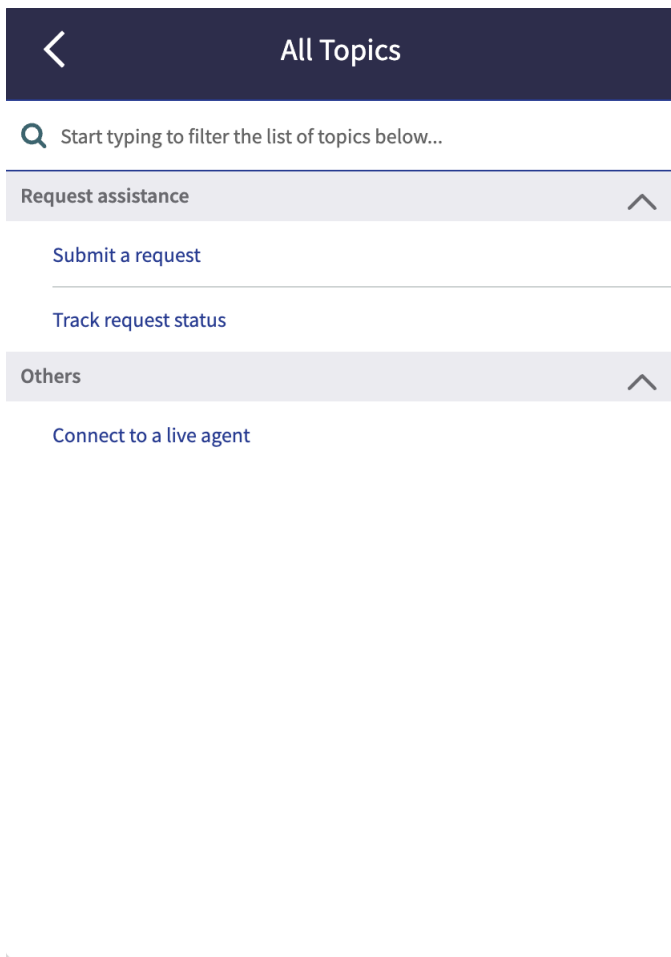 All Topics
Start typing to filter the list of topics below...
Request assistance
Submit a request
Track request status
Others
Connect to a live agent